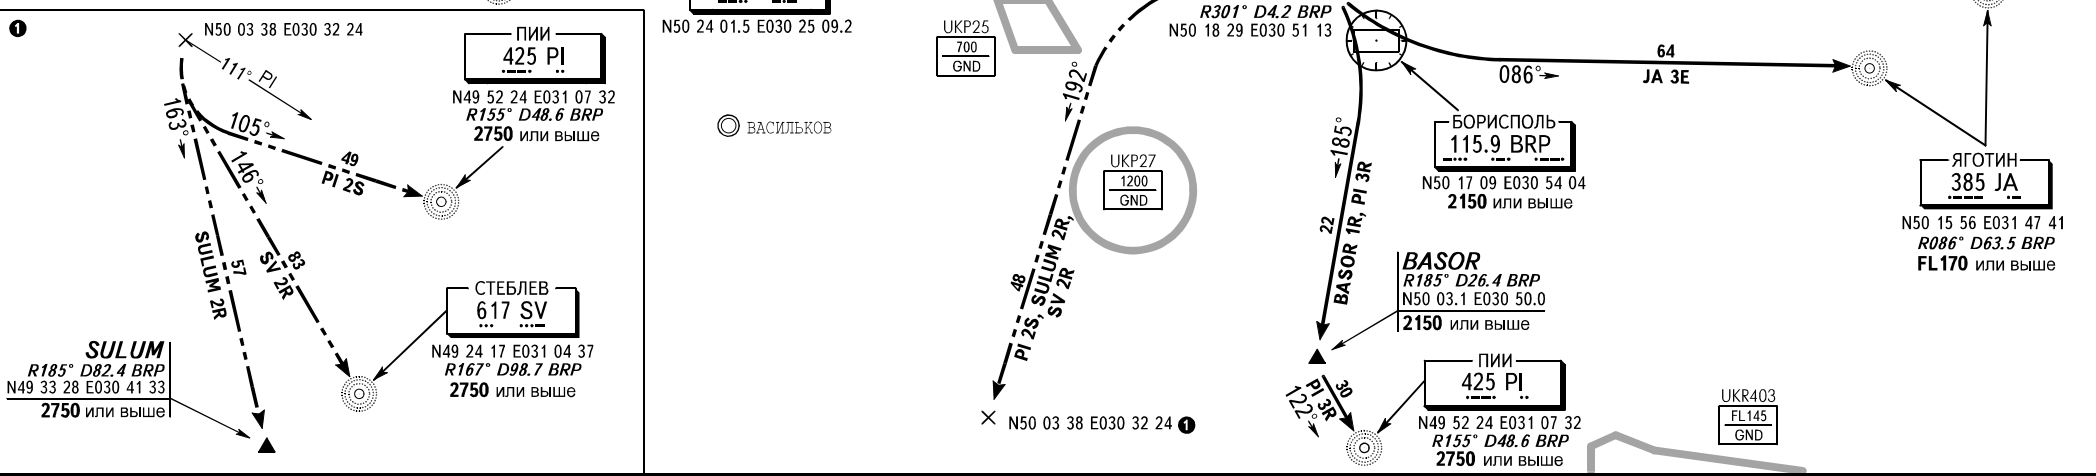 ❶
N50 03 38 E030 32 24
111° PI
ПИИ
425 PI
N49 52 24 E031 07 32
R155° D48.6 BRP
2750 или выше
163°
105°
146°
49
PI 2S
57
SULUM 2R
83
SV 2R
СТЕБЛЕВ
617 SV
N49 24 17 E031 04 37
R167° D98.7 BRP
2750 или выше
SULUM
R185° D82.4 BRP
N49 33 28 E030 41 33
2750 или выше
N50 24 01.5 E030 25 09.2
ВАСИЛЬКОВ
UKP25
700
GND
192°
UKP27
1200
GND
48
PI 2S, SULUM 2R,
SV 2R
N50 03 38 E030 32 24 ❶
R301° D4.2 BRP
N50 18 29 E030 51 13
086°
64
JA 3E
БОРИСПОЛЬ
115.9 BRP
N50 17 09 E030 54 04
2150 или выше
185°
22
BASOR 1R, PI 3R
BASOR
R185° D26.4 BRP
N50 03.1 E030 50.0
2150 или выше
30
PI 3R
122°
ПИИ
425 PI
N49 52 24 E031 07 32
R155° D48.6 BRP
2750 или выше
ЯГОТИН
385 JA
N50 15 56 E031 47 41
R086° D63.5 BRP
FL170 или выше
UKR403
FL145
GND